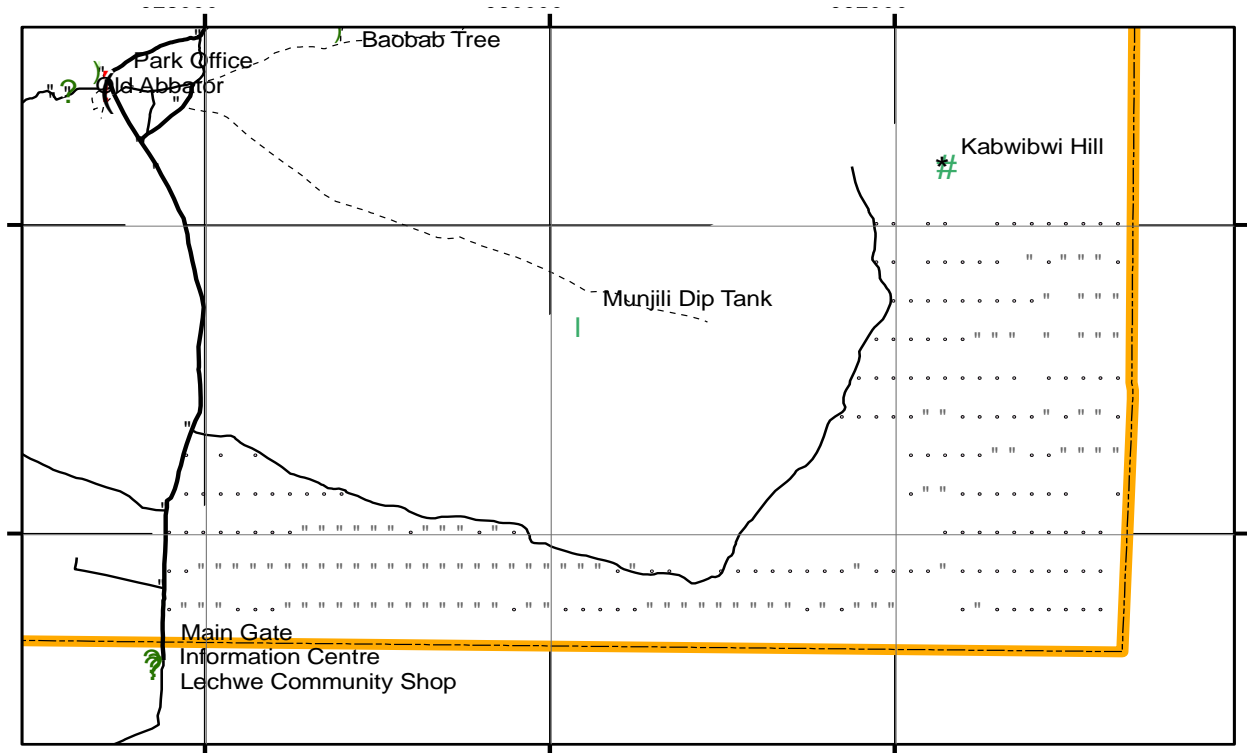 Baobab Tree
Park Office
Old Abbator
Kabwibwi Hill
Munjili Dip Tank
Main Gate
Information Centre
Lechwe Community Shop